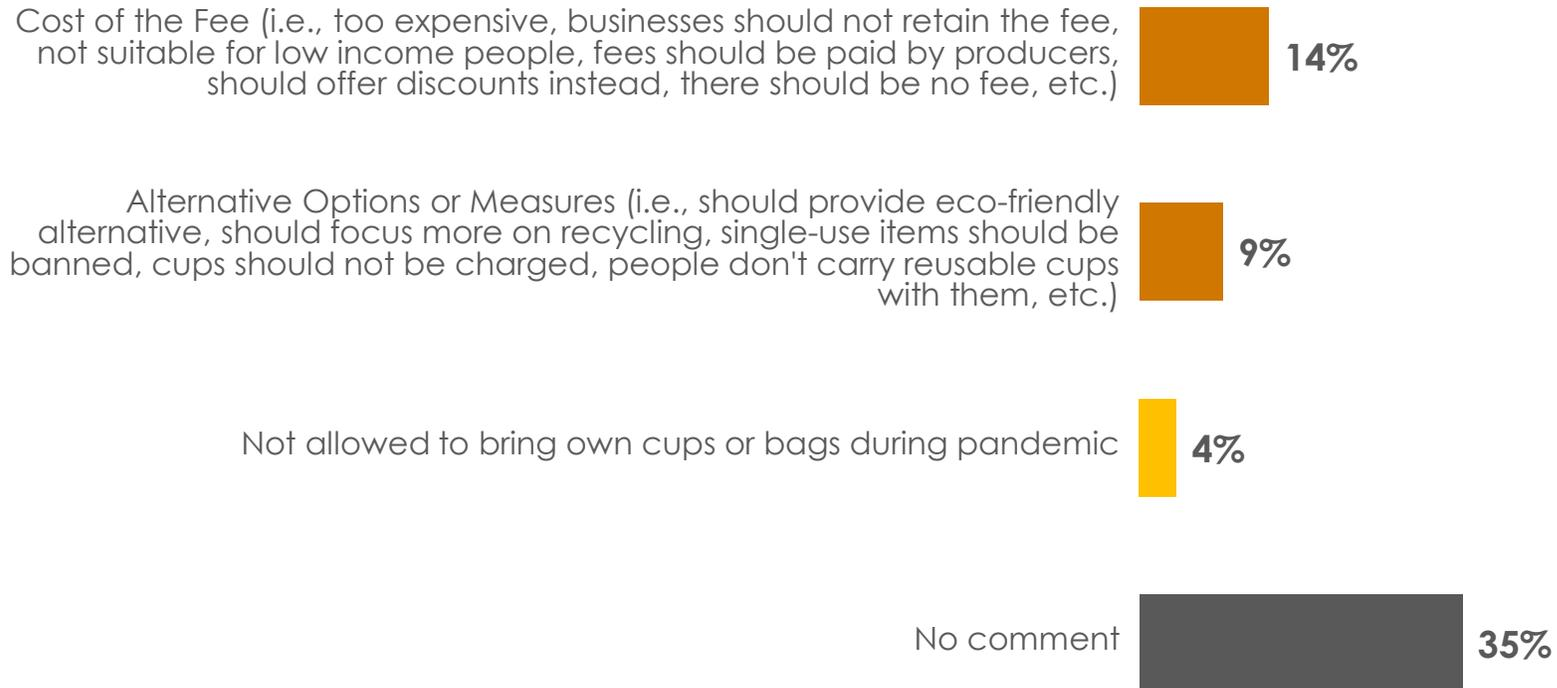 Cost of the Fee (i.e., too expensive, businesses should not retain the fee,
not suitable for low income people, fees should be paid by producers,
should offer discounts instead, there should be no fee, etc.)
14%
Alternative Options or Measures (i.e., should provide eco-friendly
alternative, should focus more on recycling, single-use items should be
banned, cups should not be charged, people don't carry reusable cups
with them, etc.)
9%
Not allowed to bring own cups or bags during pandemic
4%
No comment
35%